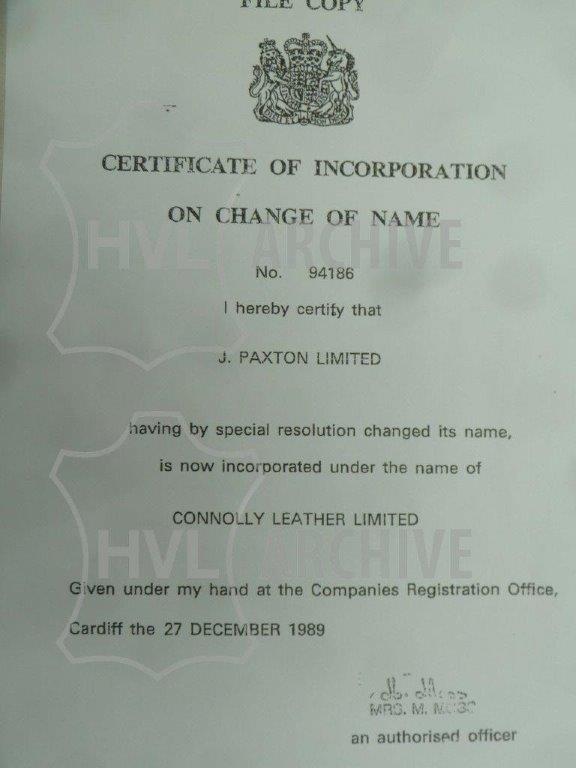 FILE COPY
CERTIFICATE OF INCORPORATION
ON CHANGE OF NAME
HVL ARCHIVE
No. 94186
I hereby certify that
J. PAXTON LIMITED
having by special resolution changed its name,
is now incorporated under the name of
CONNOLLY LEATHER LIMITED
HVL ARCHIVE
Given under my hand at the Companies Registration Office,
Cardiff the 27 DECEMBER 1989
MRS. M. MOSS
an authorised officer